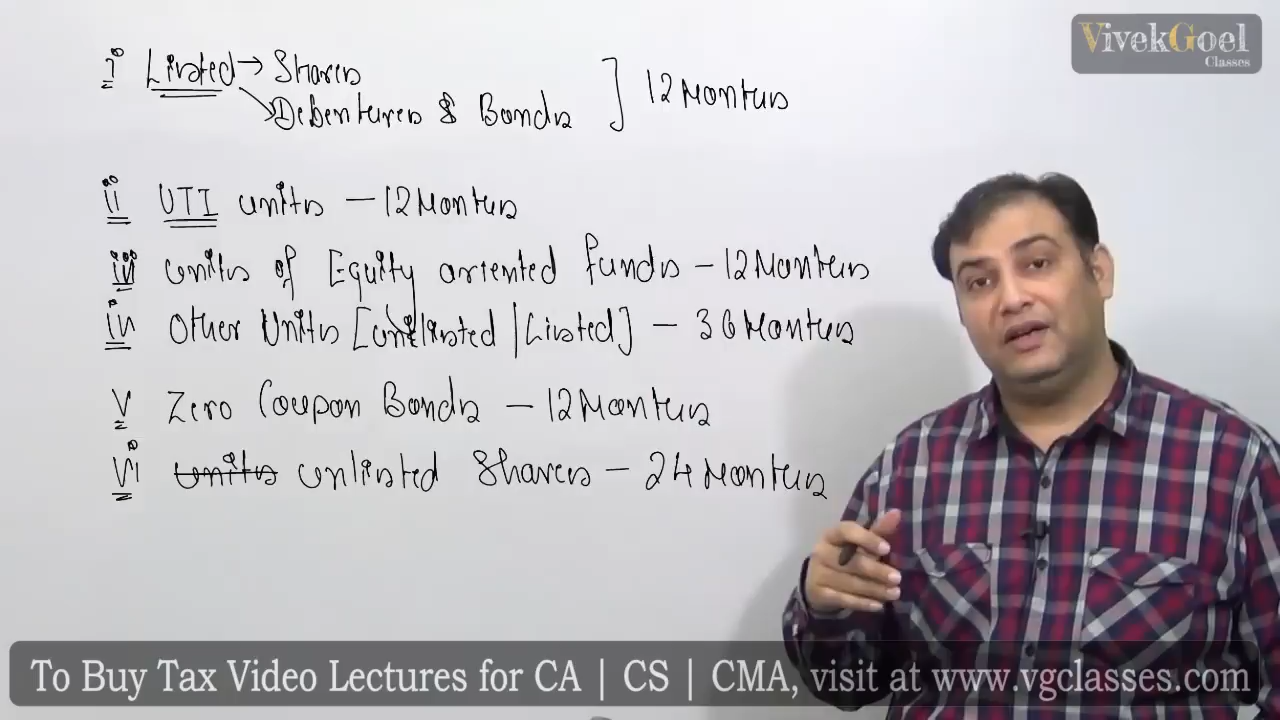 VivekGoel
Classes
i Listed → Shares
Debentures & Bonds ] 12 Months
ii UTI units – 12 Months
iii units of Equity oriented funds – 12 Months
iv Other Units [unlisted | Listed] – 36 Months
v Zero Coupon Bonds – 12 Months
vi units unlisted Shares – 24 Months
To Buy Tax Video Lectures for CA | CS | CMA, visit at www.vgclasses.com